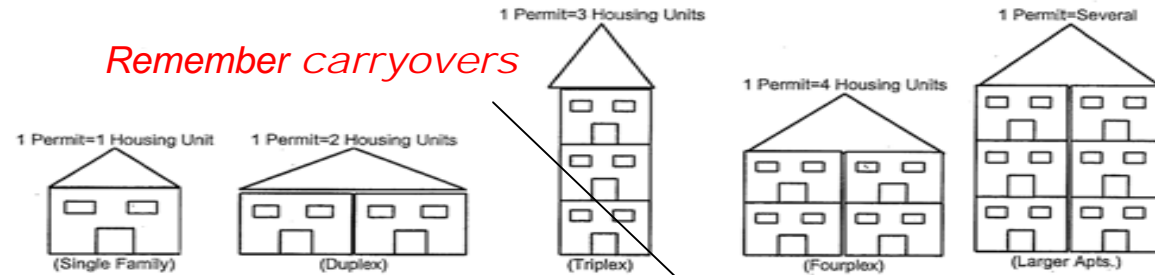 1 Permit=3 Housing Units
1 Permit=Several
Remember carryovers
1 Permit=4 Housing Units
1 Permit=1 Housing Unit
1 Permit=2 Housing Units
(Single Family)
(Duplex)
(Triplex)
(Fourplex)
(Larger Apts.)